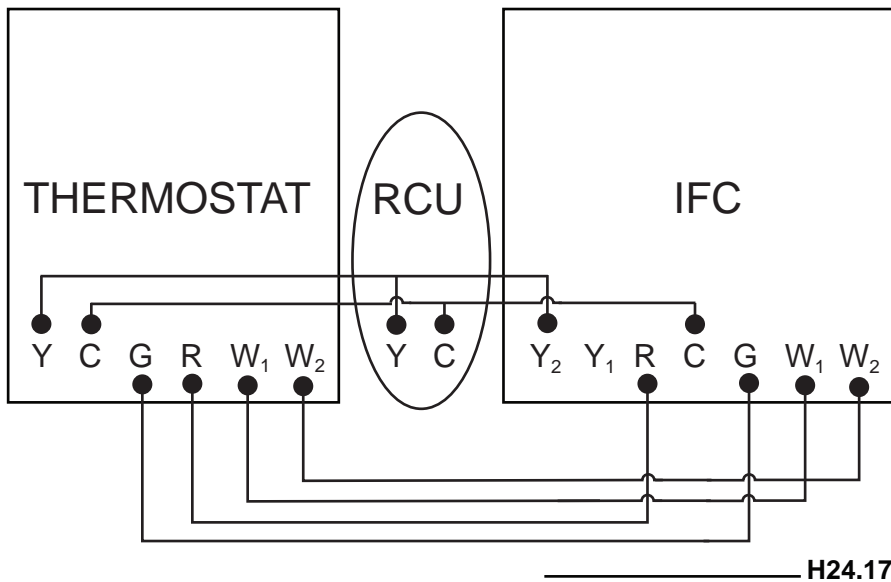 THERMOSTAT RCU IFC
Y C G R W₁ W₂ Y C Y₂ Y₁ R C G W₁ W₂
H24.17